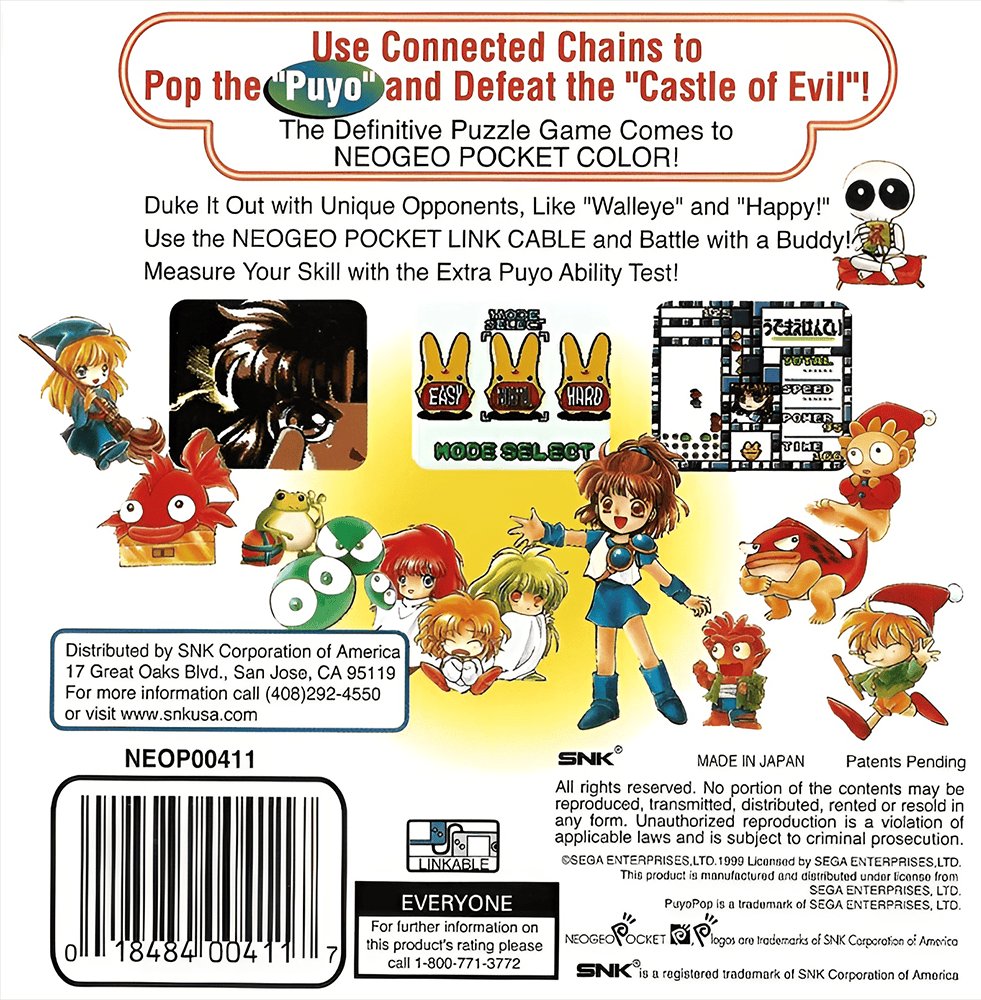 Use Connected Chains to
Pop the "Puyo" and Defeat the "Castle of Evil"!
The Definitive Puzzle Game Comes to
NEOGEO POCKET COLOR!
Duke It Out with Unique Opponents, Like "Walleye" and "Happy!"
Use the NEOGEO POCKET LINK CABLE and Battle with a Buddy!
Measure Your Skill with the Extra Puyo Ability Test!
MODE
SELECT
EASY
HARD
MODE SELECT
うでまえはんてい
TOTAL
SPEED
POWER
TIME
Distributed by SNK Corporation of America
17 Great Oaks Blvd., San Jose, CA 95119
For more information call (408)292-4550
or visit www.snkusa.com
NEOP00411
0 18484 00411 7
LINKABLE
EVERYONE
For further information on
this product's rating please
call 1-800-771-3772
SNK®
MADE IN JAPAN
Patents Pending
All rights reserved. No portion of the contents may be
reproduced, transmitted, distributed, rented or resold in
any form. Unauthorized reproduction is a violation of
applicable laws and is subject to criminal prosecution.
©SEGA ENTERPRISES,LTD.1999 Licensed by SEGA ENTERPRISES,LTD.
This product is manufactured and distributed under license from
SEGA ENTERPRISES, LTD.
PuyoPop is a trademark of SEGA ENTERPRISES, LTD.
NEOGEO POCKET P logos are trademarks of SNK Corporation of America
SNK® is a registered trademark of SNK Corporation of America